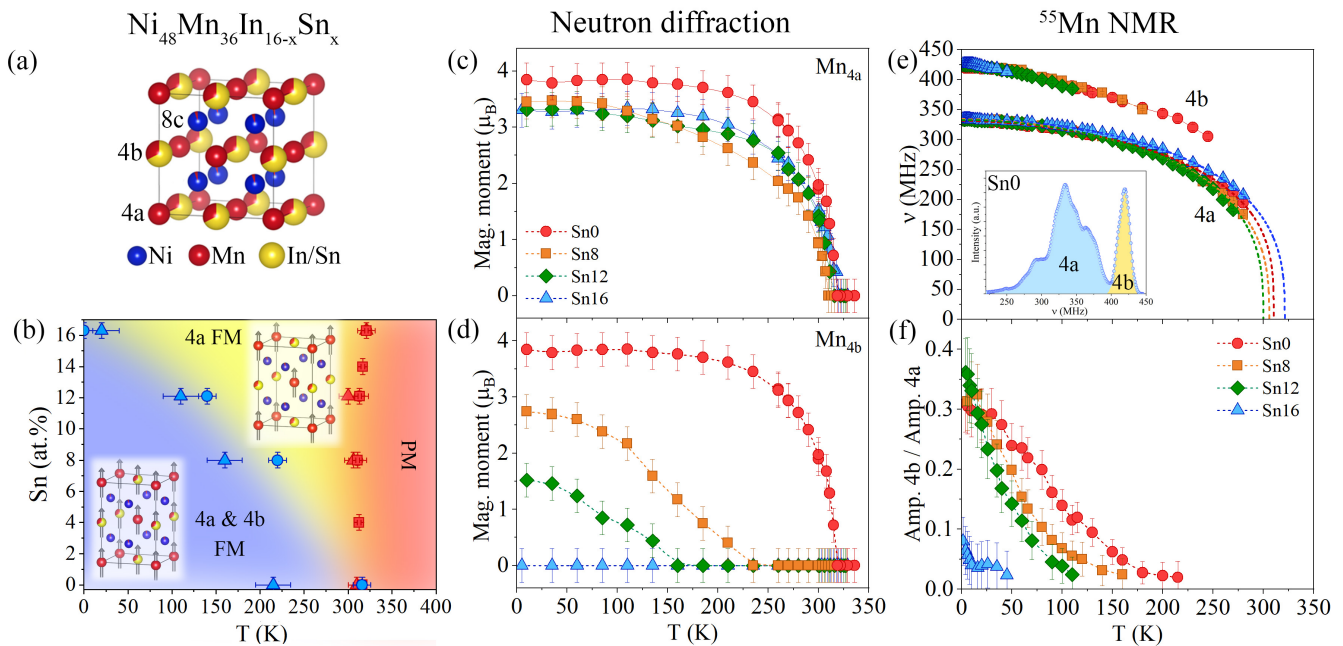 Ni₄₈Mn₃₆In₁₆₋ₓSnₓ
(a)
8c
4b
4a
Ni Mn In/Sn
(b)
16
14
12
10
8
6
4
2
0
Sn (at.%)
4a FM
4a & 4b
FM
PM
0 50 100 150 200 250 300 350 400
T (K)
Neutron diffraction
(c)
Mn₄ₐ
4
3
2
1
0
Mag. moment (μB)
Sn0
Sn8
Sn12
Sn16
(d)
Mn₄b
4
3
2
1
0
Mag. moment (μB)
0 50 100 150 200 250 300 350
T (K)
⁵⁵Mn NMR
(e)
450
400
350
300
250
200
150
100
50
0
ν (MHz)
4b
4a
Sn0
Intensity (a.u.)
4a
4b
250 300 350 400 450
ν (MHz)
(f)
0.4
0.3
0.2
0.1
0.0
Amp. 4b / Amp. 4a
Sn0
Sn8
Sn12
Sn16
0 50 100 150 200 250 300 350
T (K)